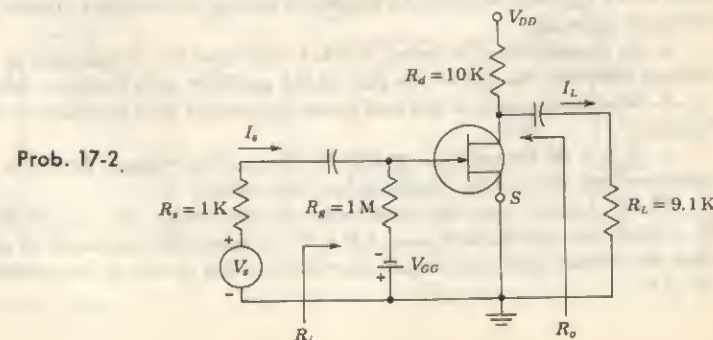 V_DD
R_d = 10 K
I_L
I_s
Prob. 17-2.
R_s = 1 K
R_g = 1 M
S
R_L = 9.1 K
V_s
V_GG
R_i
R_o